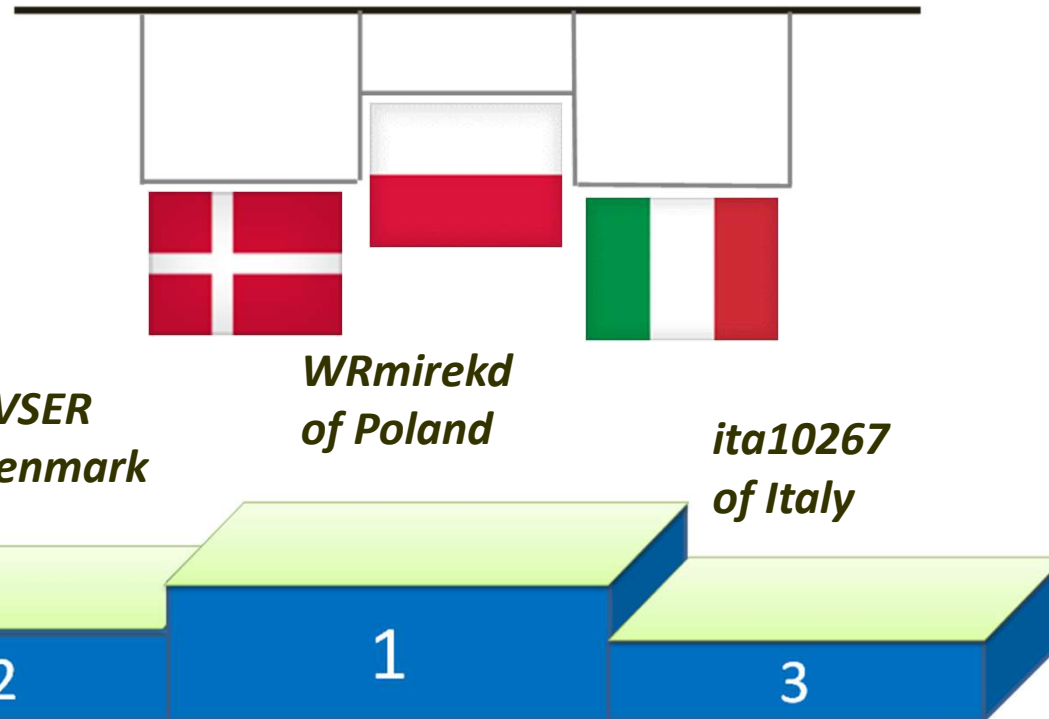 WRmirekd
of Poland
VSER
enmark
ita10267
of Italy
2
1
3